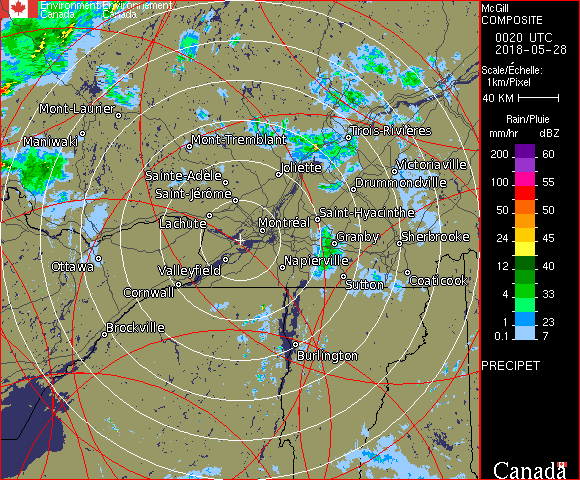 Environment Environnement
Canada Canada
McGill
COMPOSITE
0020 UTC
2018-05-28
Scale/Échelle:
1km/Pixel
40 KM
Rain/Pluie
mm/hr dBZ
200 60
100 55
50 50
24 45
12 40
4 33
1 23
0.1 7
PRECIPET
Canada
Mont-Laurier
Maniwaki
Mont-Tremblant
Trois-Rivières
Joliette
Victoriaville
Sainte-Adèle
Drummondville
Saint-Jérôme
Lachute
Saint-Hyacinthe
Montréal
Granby
Sherbrooke
Ottawa
Valleyfield
Napierville
Cornwall
Sutton
Coaticook
Brockville
Burlington